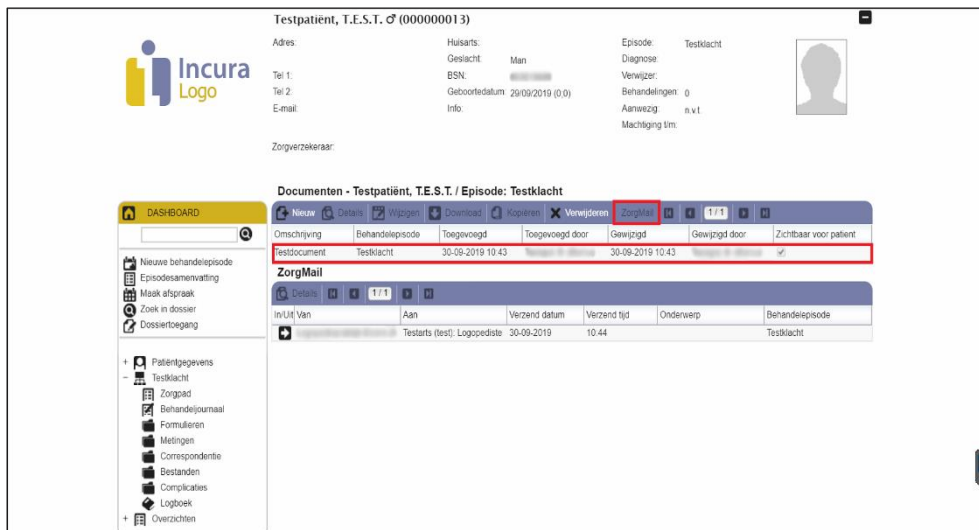 Testpatiënt, T.E.S.T. ♂ (000000013)
Adres: Huisarts: Episode: Testklacht
Geslacht: Man Diagnose:
Tel 1: BSN: Verwijzer:
Tel 2: Geboortedatum: 29/09/2019 (0;0) Behandelingen: 0
E-mail: Info: Aanwezig: n.v.t
Machtiging t/m:
Zorgverzekeraar:
Incura
Logo
Documenten - Testpatiënt, T.E.S.T. / Episode: Testklacht
DASHBOARD
Nieuwe behandelepisode
Episodesamenvatting
Maak afspraak
Zoek in dossier
Dossiertoegang
+ Patiëntgegevens
− Testklacht
Zorgpad
Behandeljournaal
Formulieren
Metingen
Correspondentie
Bestanden
Complicaties
Logboek
+ Overzichten
Nieuw Details Wijzigen Download Kopiëren Verwijderen ZorgMail 1/1
Omschrijving Behandelepisode Toegevoegd Toegevoegd door Gewijzigd Gewijzigd door Zichtbaar voor patient
Testdocument Testklacht 30-09-2019 10:43 30-09-2019 10:43
ZorgMail
Details 1/1
In/Uit Van Aan Verzend datum Verzend tijd Onderwerp Behandelepisode
Testarts (test): Logopediste 30-09-2019 10:44 Testklacht